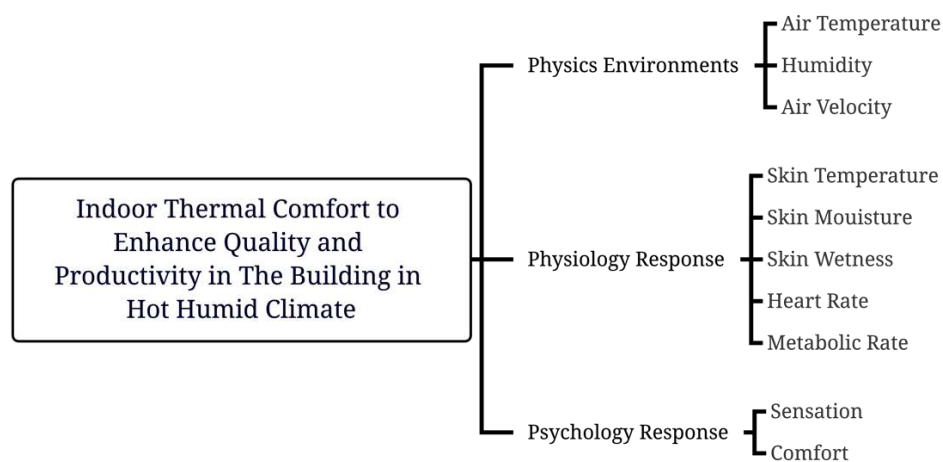 Indoor Thermal Comfort to
Enhance Quality and
Productivity in The Building in
Hot Humid Climate
Physics Environments
Air Temperature
Humidity
Air Velocity
Physiology Response
Skin Temperature
Skin Mouisture
Skin Wetness
Heart Rate
Metabolic Rate
Psychology Response
Sensation
Comfort